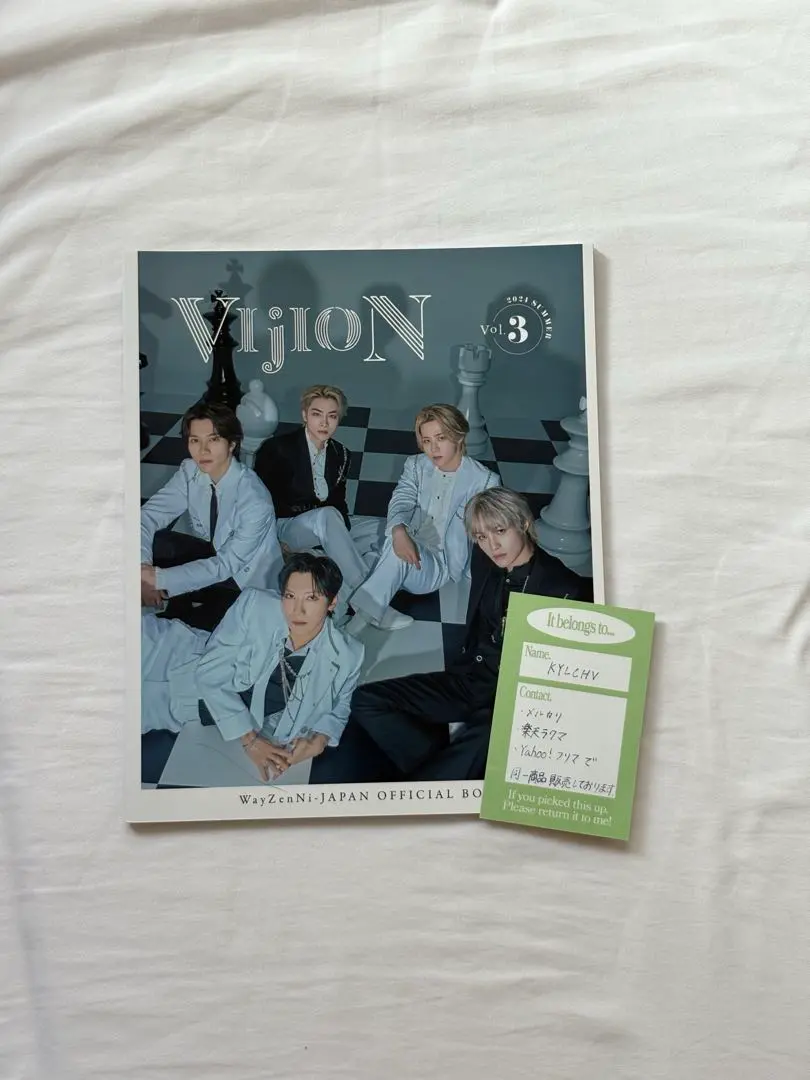 VIjION
2024 SUMMER
Vol. 3
WayZenNi-JAPAN OFFICIAL BO
It belongs to...
Name.
KYLCHV
Contact.
・メルカリ
・楽天ラクマ
・Yahoo!フリマで
同一商品販売しております
If you picked this up,
Please return it to me!